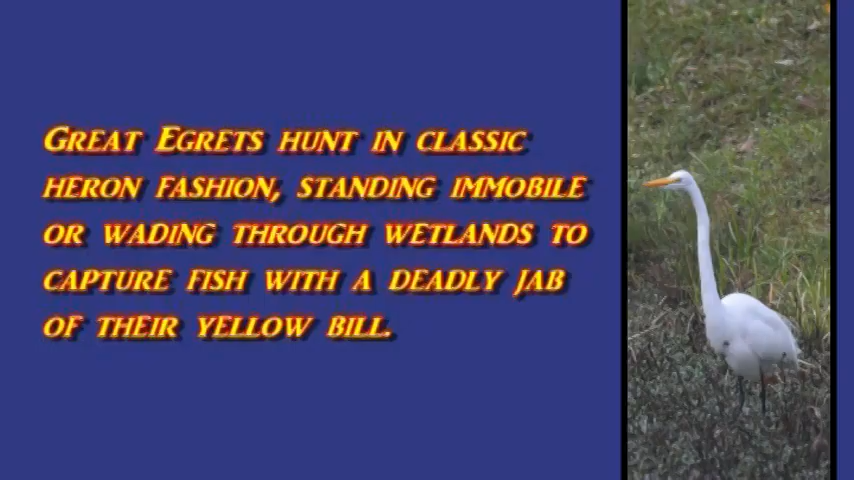 Great Egrets hunt in classic
heron fashion, standing immobile
or wading through wetlands to
capture fish with a deadly jab
of their yellow bill.